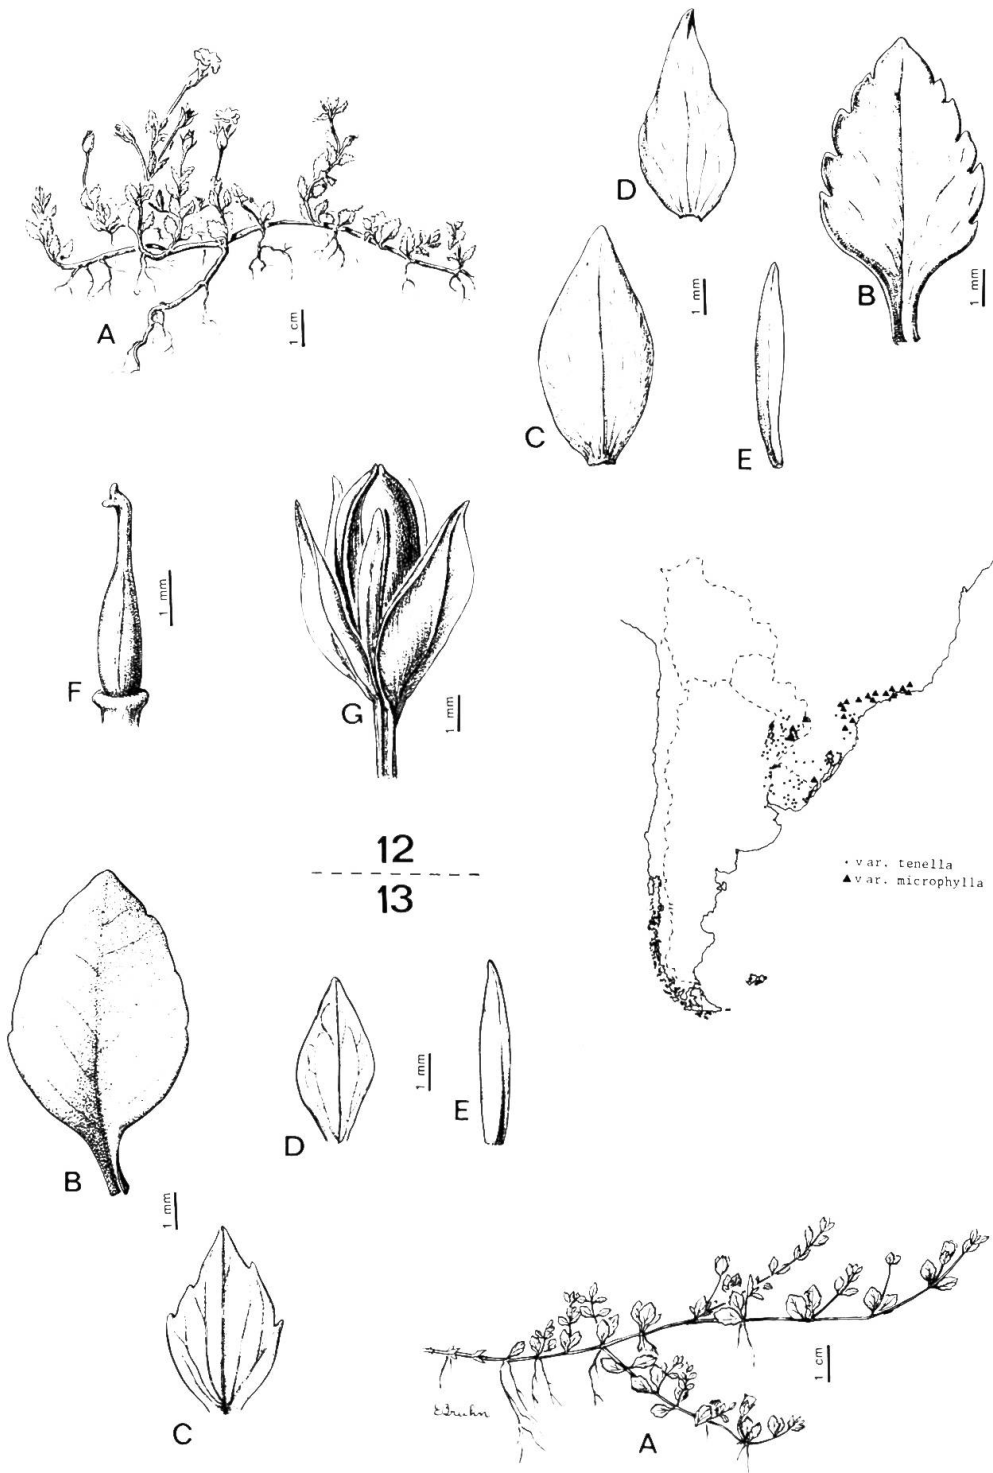 D
B
1 mm
A
1 cm
1 mm
C
E
F
1 mm
G
1 mm
12
13
· var. tenella
▲ var. microphylla
B
1 mm
D
1 mm
E
C
E. Bruhn
A
1 cm